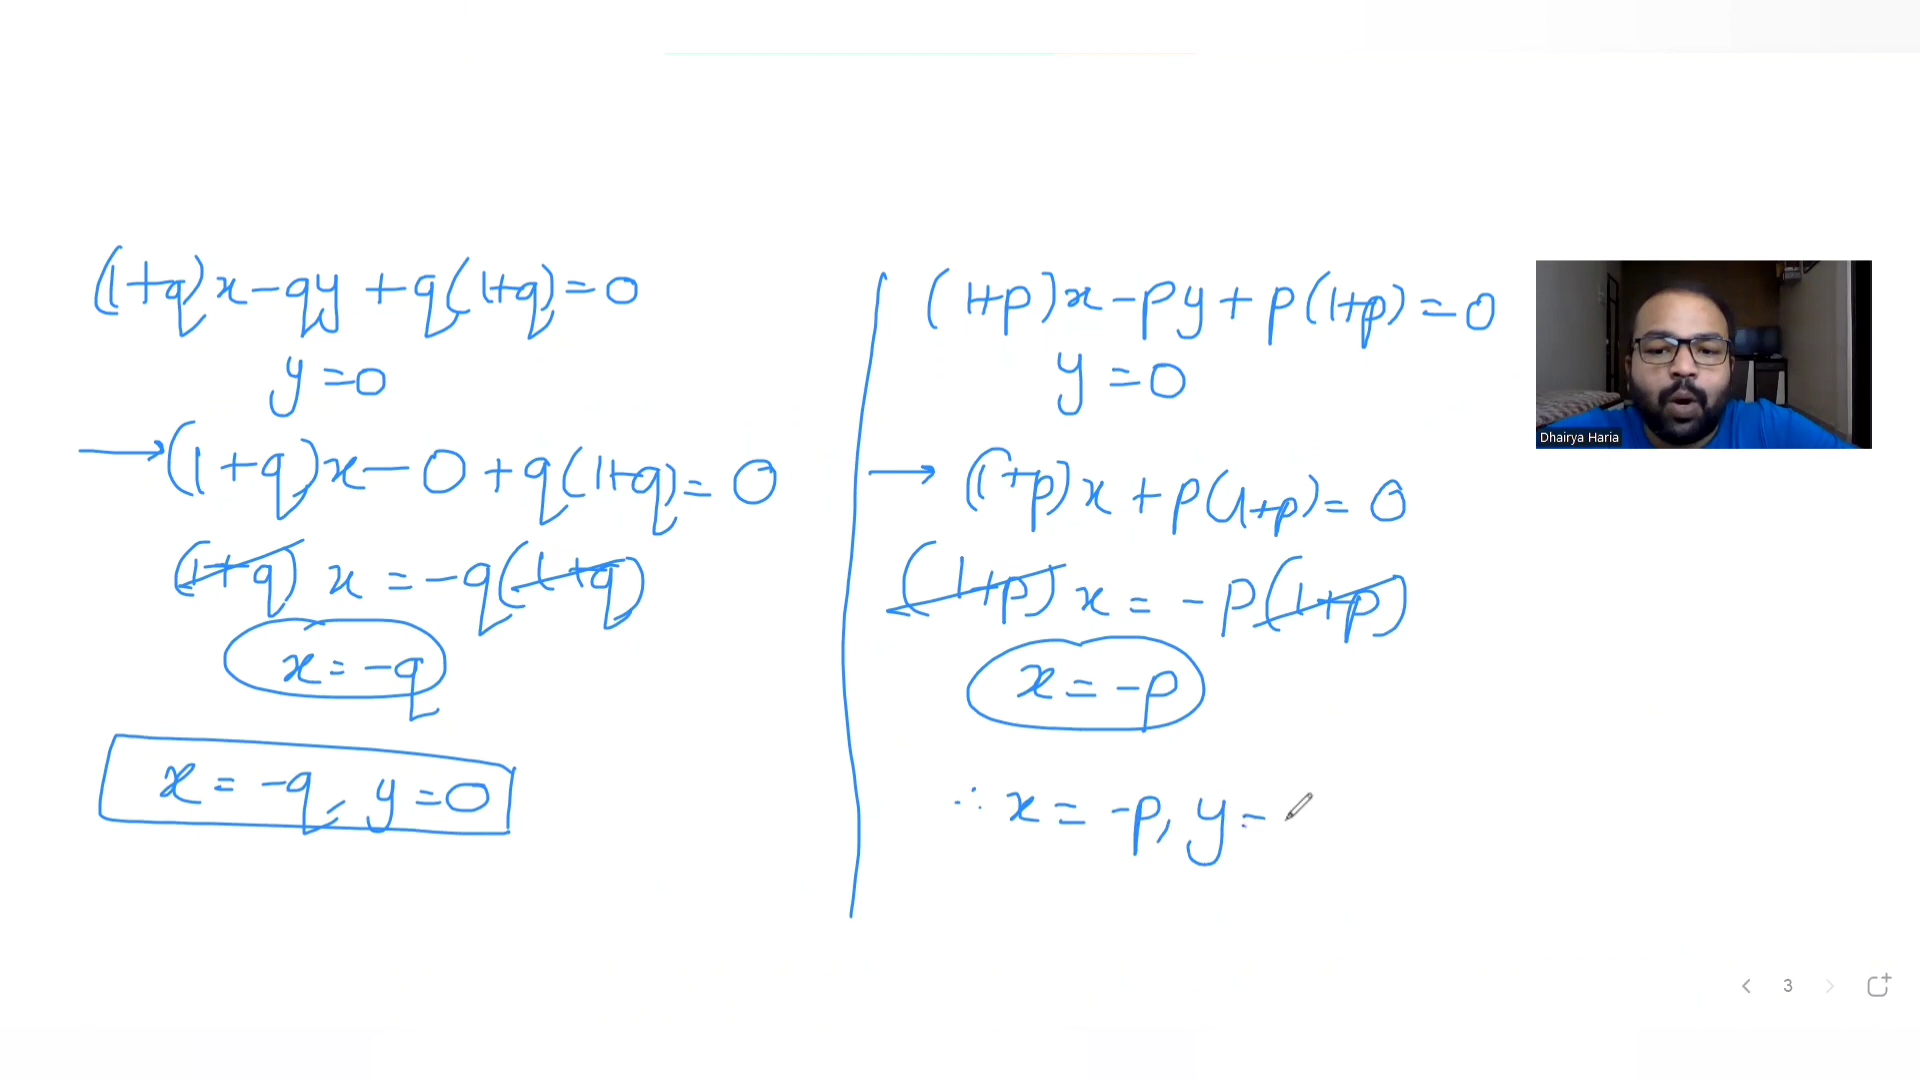 (1+q)x-qy+q(1+q)=0
y=0
→(1+q)x-0+q(1+q)=0
(1+q)x=-q(1+q)
x=-q
x=-q, y=0
(1+p)x-py+p(1+p)=0
y=0
→(1+p)x+p(1+p)=0
(1+p)x=-p(1+p)
x=-p
∴ x=-p, y=
Dhairya Haria
< 3 >